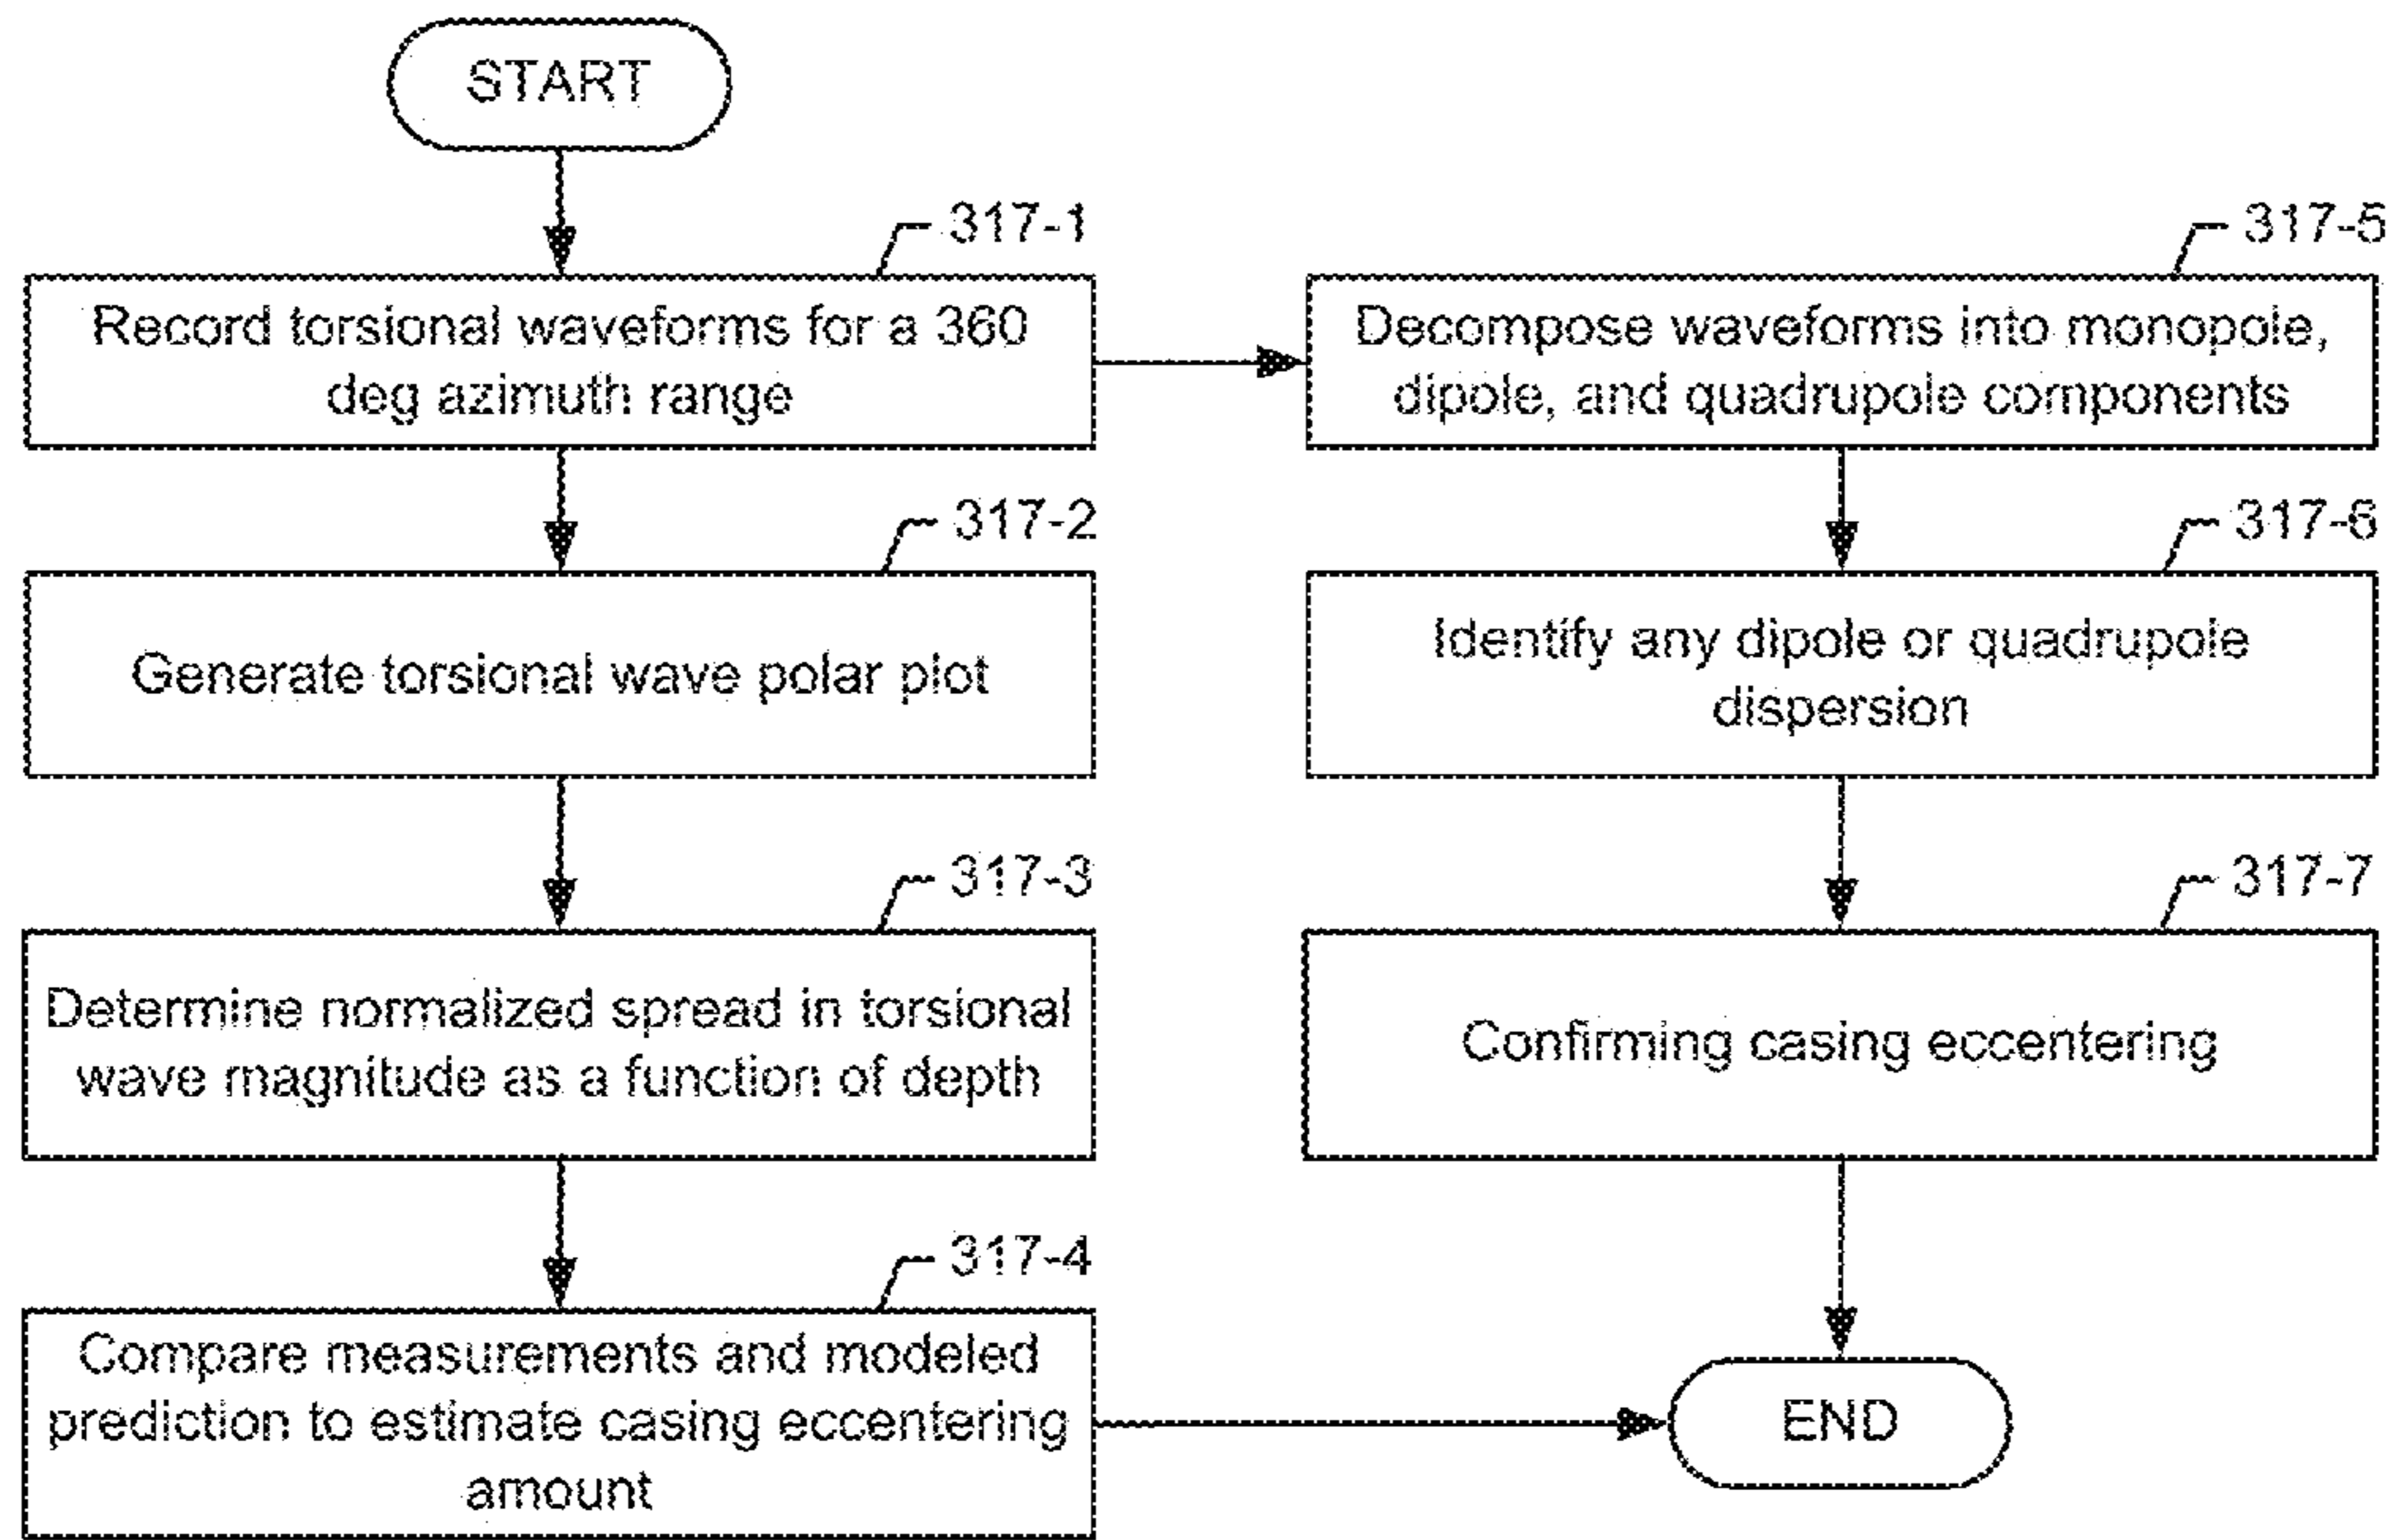 START
317-1
Record torsional waveforms for a 360
deg azimuth range
317-2
Generate torsional wave polar plot
317-3
Determine normalized spread in torsional
wave magnitude as a function of depth
317-4
Compare measurements and modeled
prediction to estimate casing eccentering
amount
317-5
Decompose waveforms into monopole,
dipole, and quadrupole components
317-6
Identify any dipole or quadrupole
dispersion
317-7
Confirming casing eccentering
END